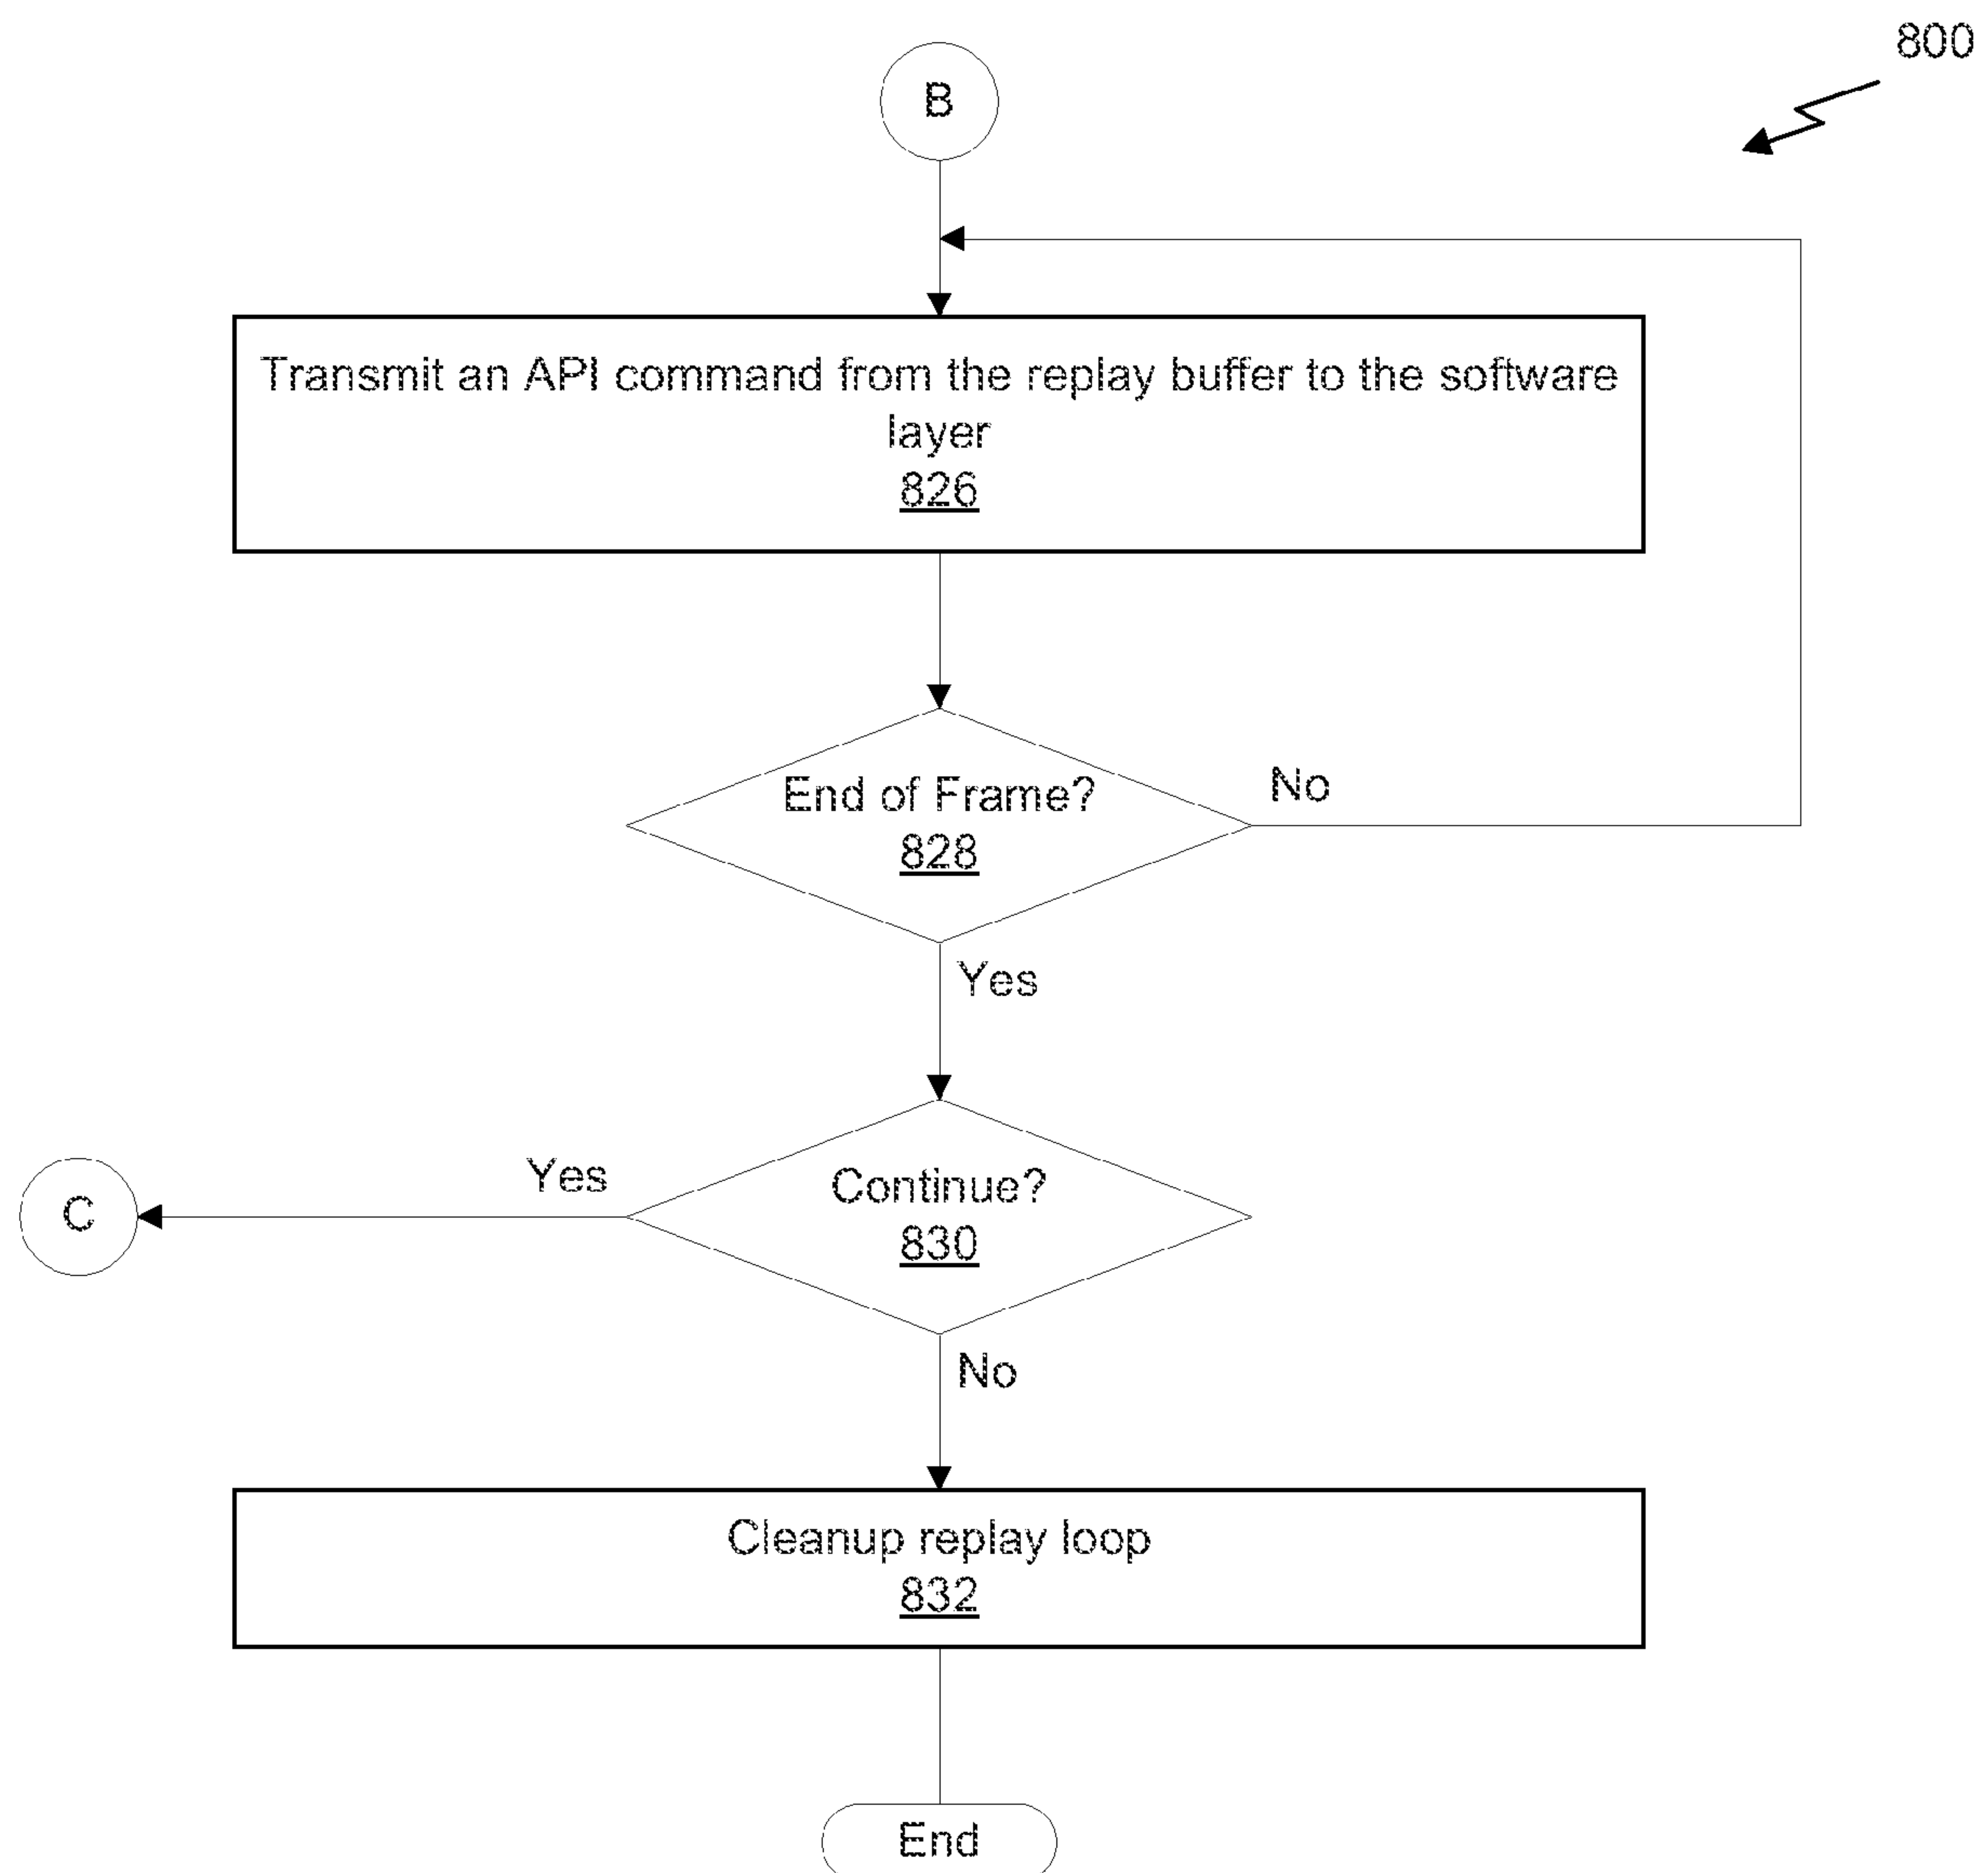 800
B
Transmit an API command from the replay buffer to the software
layer
826
End of Frame?
828
No
Yes
Continue?
830
Yes
C
No
Cleanup replay loop
832
End